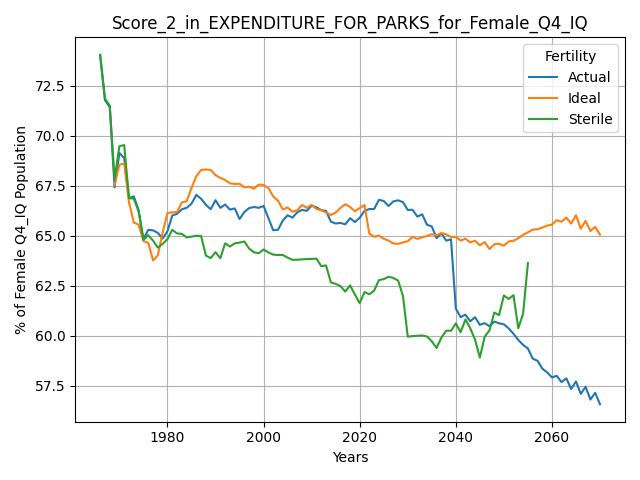 Score_2_in_EXPENDITURE_FOR_PARKS_for_Female_Q4_IQ
Fertility
Actual
Ideal
Sterile
% of Female Q4_IQ Population
72.5
70.0
67.5
65.0
62.5
60.0
57.5
1980
2000
2020
2040
2060
Years